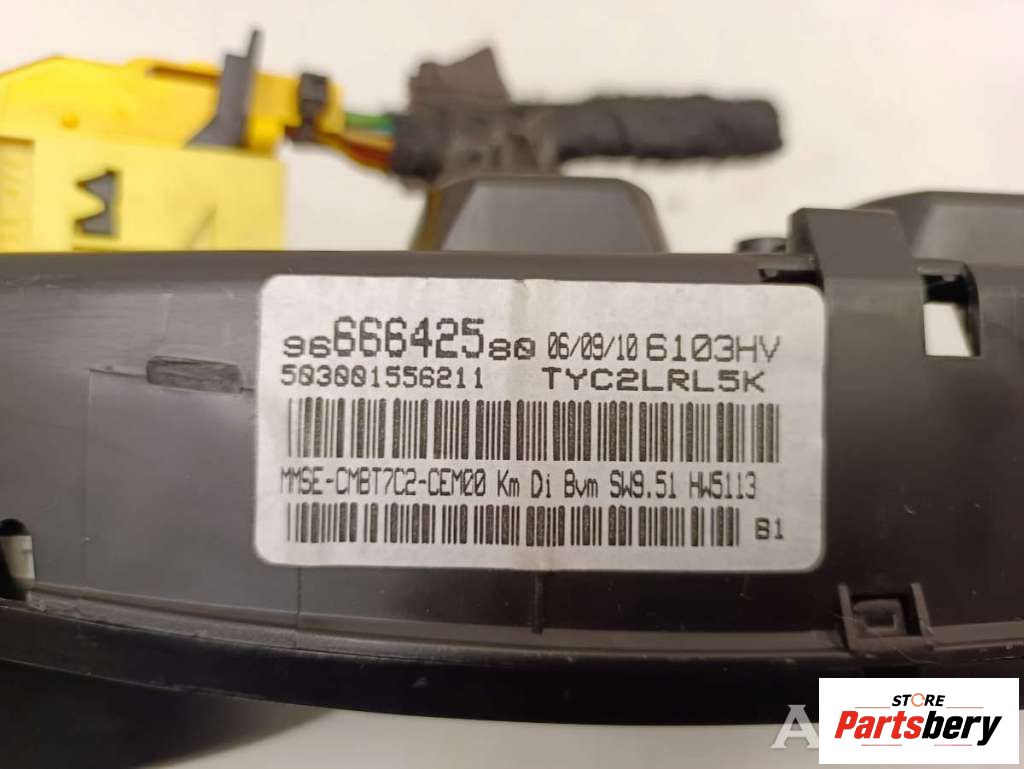 9666642580 06/09/10 6103HV
503001556211 TYC2LRL5K
MMSE-CMBT7C2-CEM00 Km Di Bvm SW9.51 HW5113
B1
STORE
Partsbery